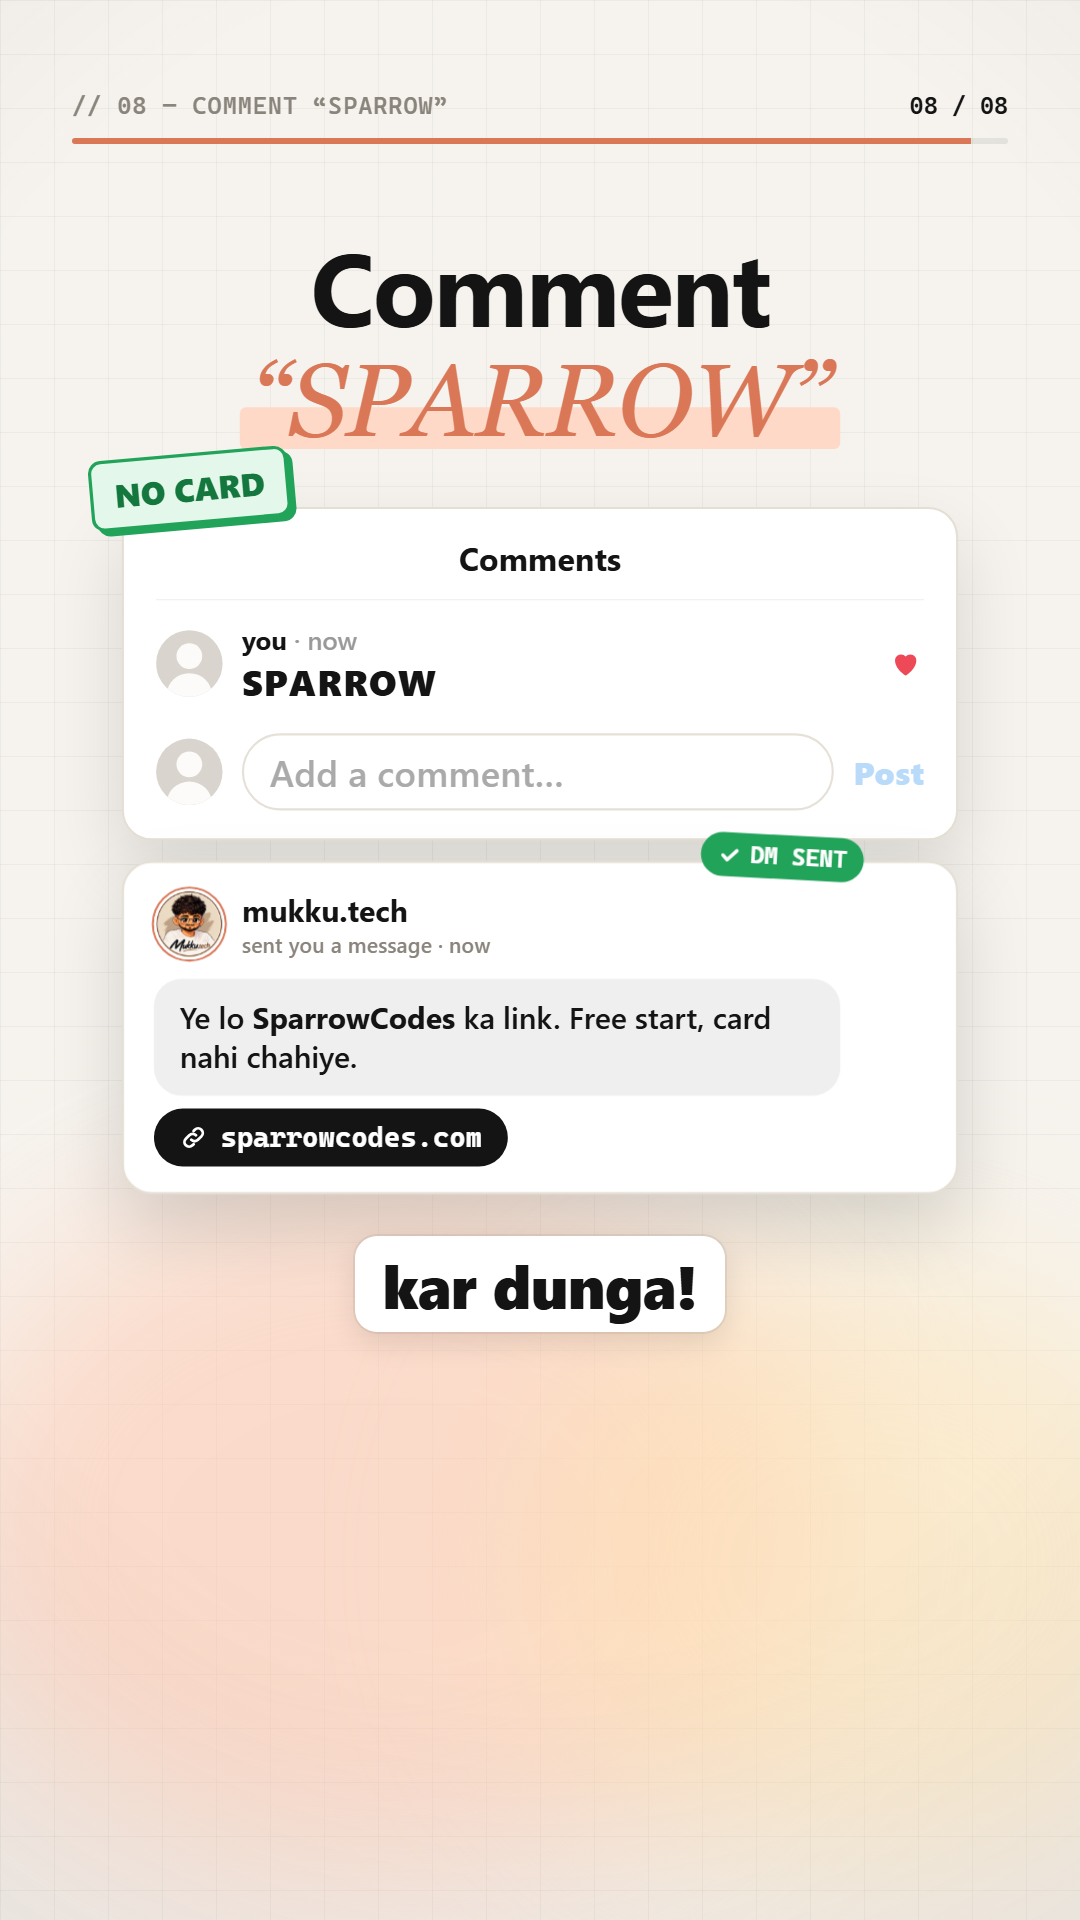 // 08 — COMMENT “SPARROW”
08 / 08
Comment
“SPARROW”
NO CARD
Comments
you · now
SPARROW
Add a comment...
Post
DM SENT
mukku.tech
sent you a message · now
Ye lo SparrowCodes ka link. Free start, card
nahi chahiye.
sparrowcodes.com
kar dunga!